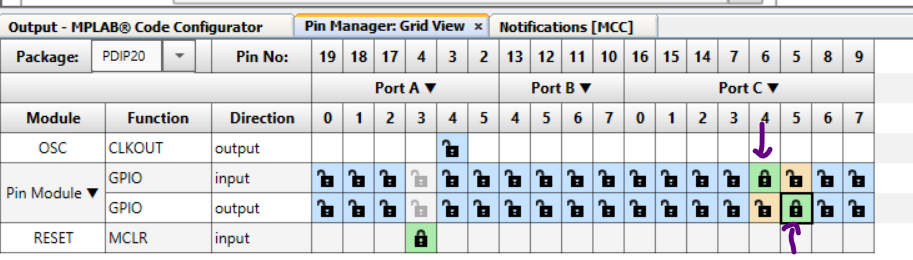 Output - MPLAB® Code Configurator Pin Manager: Grid View × Notifications [MCC]
Package: PDIP20 Pin No: 19 18 17 4 3 2 13 12 11 10 16 15 14 7 6 5 8 9
Port A ▼ Port B ▼ Port C ▼
Module Function Direction 0 1 2 3 4 5 4 5 6 7 0 1 2 3 4 5 6 7
OSC CLKOUT output
GPIO input
Pin Module ▼
GPIO output
RESET MCLR input